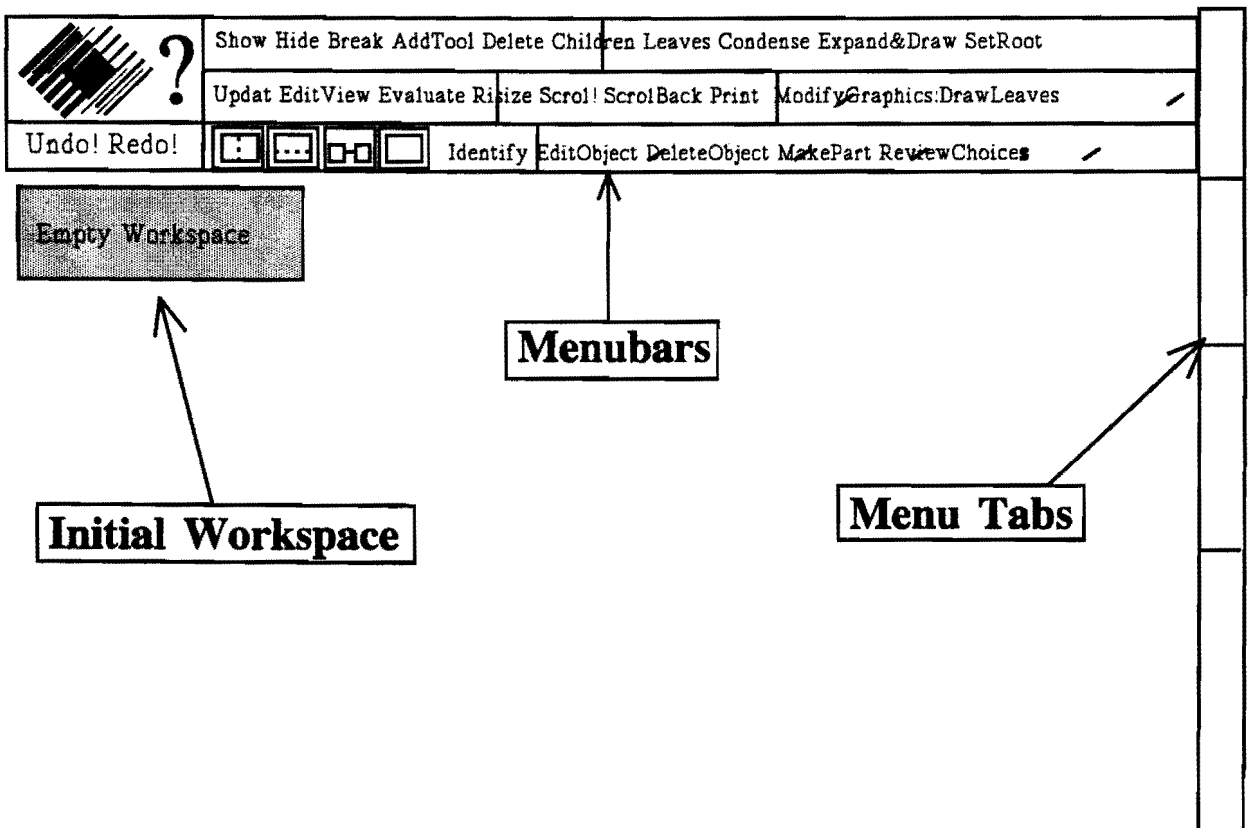 ?
Show Hide Break AddTool Delete Children Leaves Condense Expand&Draw SetRoot
Updat EditView Evaluate Risize Scrol! ScrolBack Print ModifyGraphics:DrawLeaves
Undo! Redo!
Identify EditObject DeleteObject MakePart ReviewChoices
Empty Workspace
Menubars
Initial Workspace
Menu Tabs